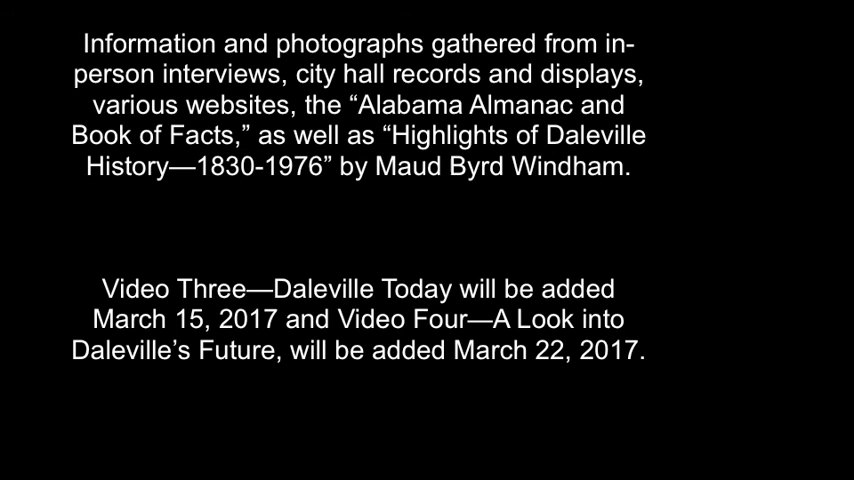 Information and photographs gathered from in-
person interviews, city hall records and displays,
various websites, the “Alabama Almanac and
Book of Facts,” as well as “Highlights of Daleville
History—1830-1976” by Maud Byrd Windham.
Video Three—Daleville Today will be added
March 15, 2017 and Video Four—A Look into
Daleville’s Future, will be added March 22, 2017.